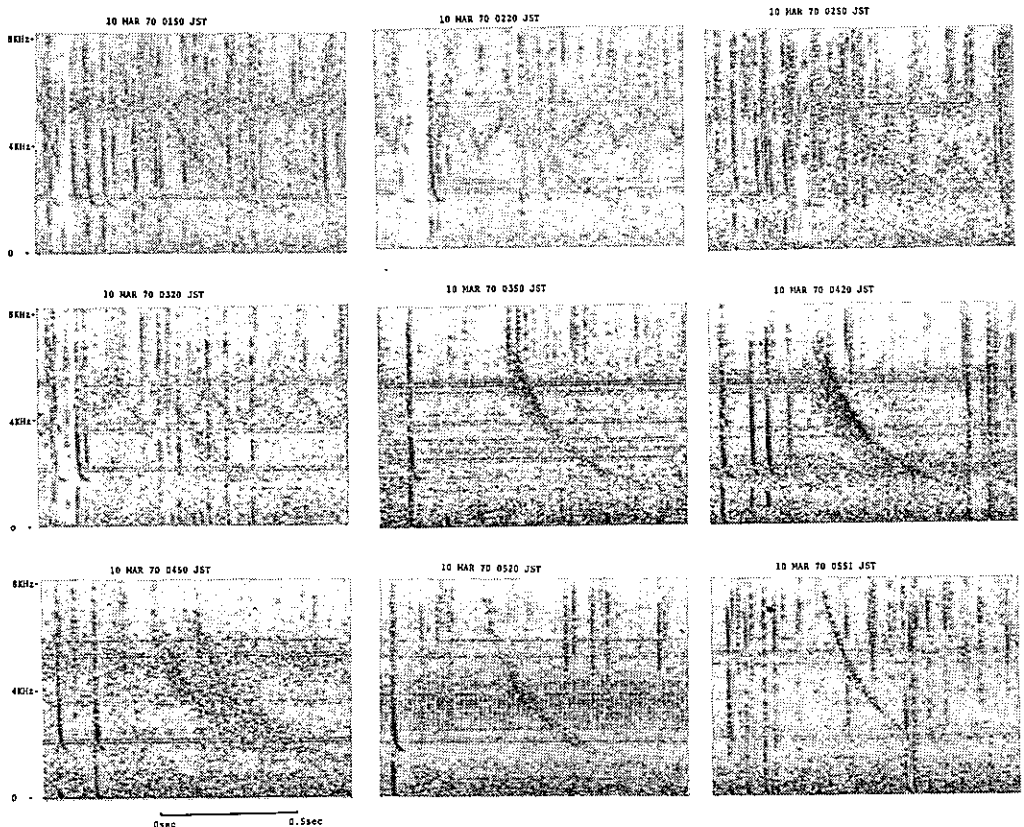 10 MAR 70 0150 JST
10 MAR 70 0220 JST
10 MAR 70 0250 JST
8KHz-
4KHz-
0 -
10 MAR 70 0320 JST
10 MAR 70 0350 JST
10 MAR 70 0420 JST
8KHz-
4KHz-
0 -
10 MAR 70 0450 JST
10 MAR 70 0520 JST
10 MAR 70 0551 JST
8KHz-
4KHz-
0 -
0sec 0.5sec